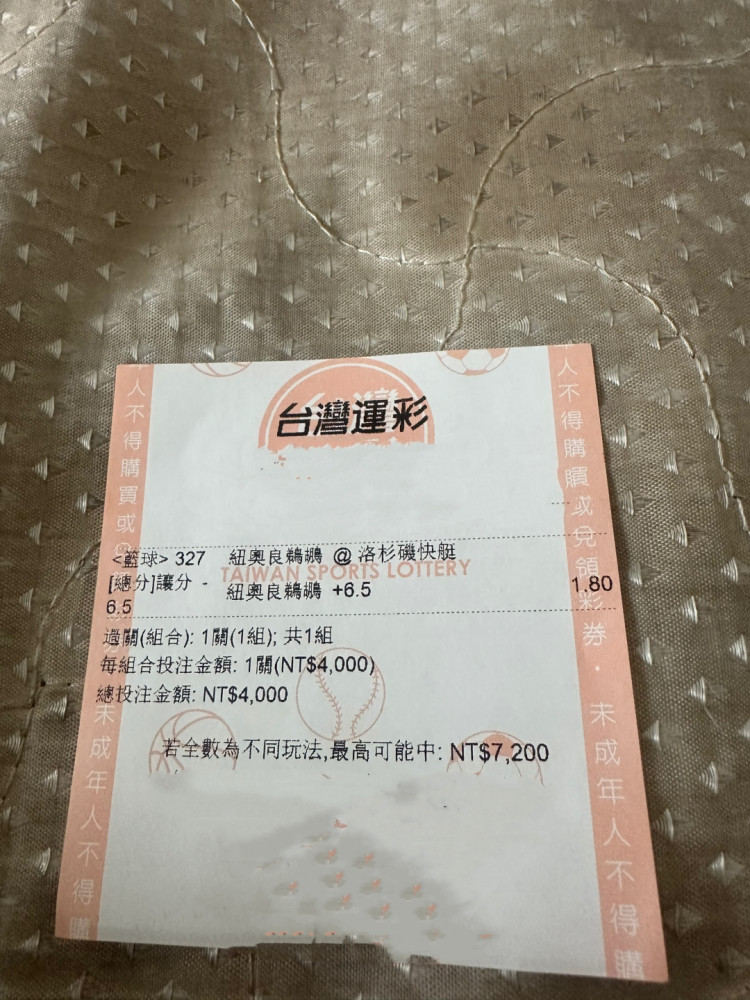 台灣運彩
<籃球> 327 紐奧良鵜鶘 @ 洛杉磯快艇
TAIWAN SPORTS LOTTERY
[總分]讓分 - 紐奧良鵜鶘 +6.5 1.80
6.5
過關(組合): 1關(1組); 共1組
每組合投注金額: 1關(NT$4,000)
總投注金額: NT$4,000
若全數為不同玩法,最高可能中: NT$7,200
人不得購買或
未成年人不得購
人不得購買或兌領彩券.未成年人不得購